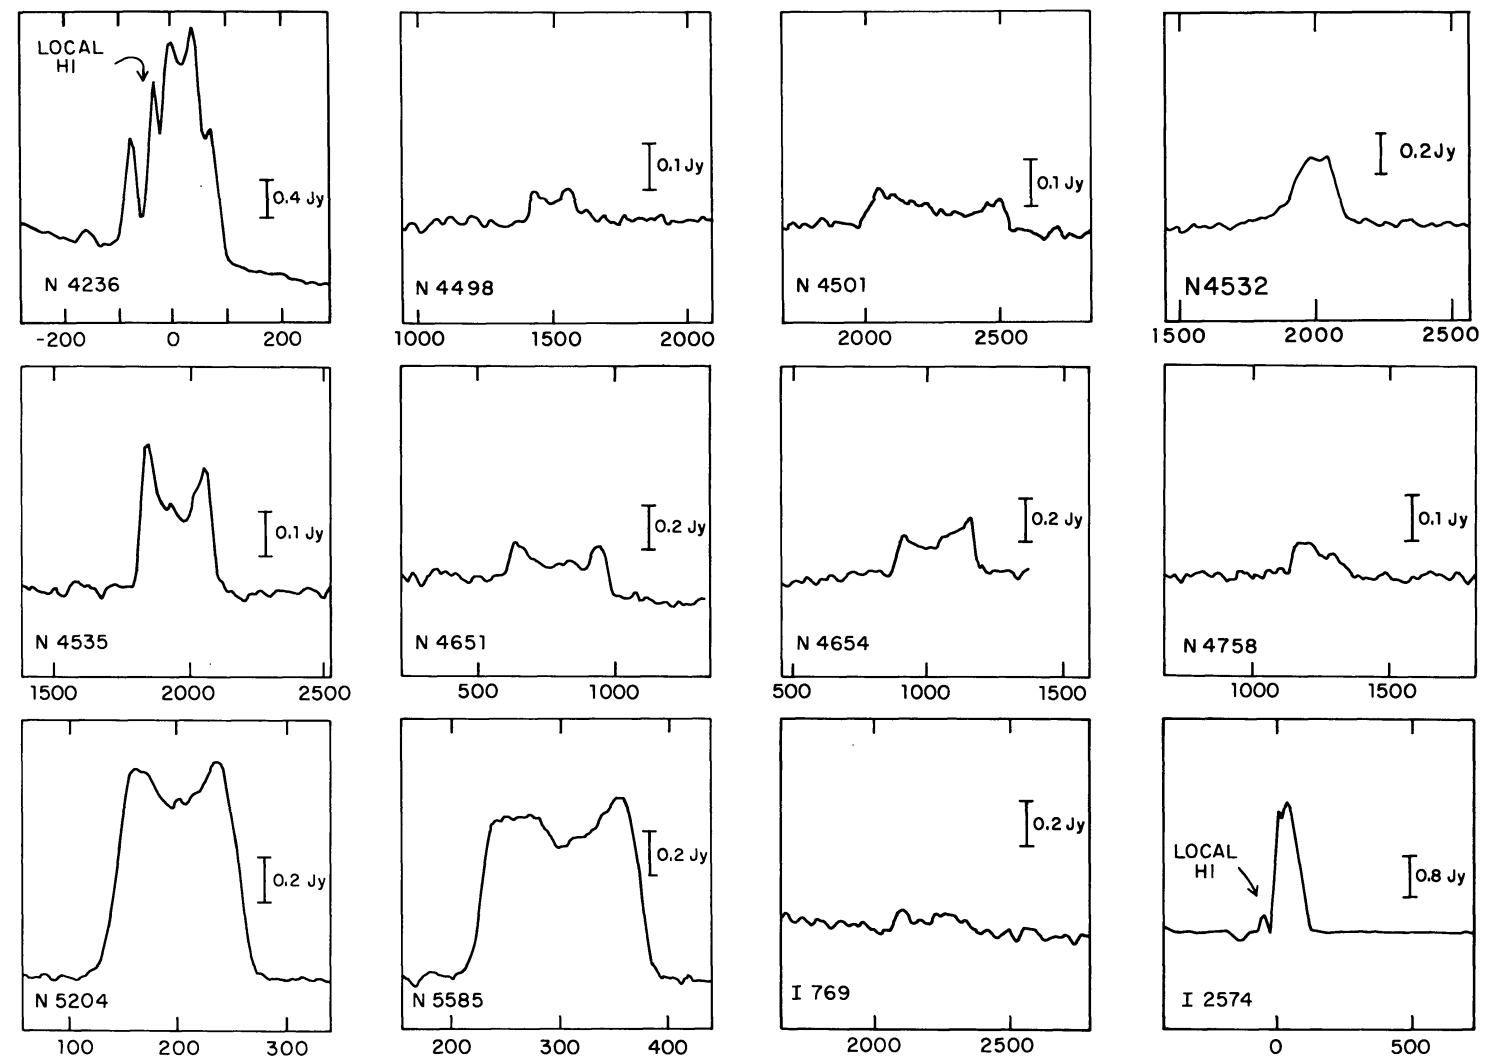 LOCAL
HI
0.4 Jy
N 4236
-200 0 200
0.1 Jy
N 4498
1000 1500 2000
0.1 Jy
N 4501
2000 2500
0.2 Jy
N4532
1500 2000 2500
0.1 Jy
N 4535
1500 2000 2500
0.2 Jy
N 4651
500 1000
0.2 Jy
N 4654
500 1000 1500
0.1 Jy
N 4758
1000 1500
0.2 Jy
N 5204
100 200 300
0.2 Jy
N 5585
200 300 400
0.2 Jy
I 769
2000 2500
LOCAL
HI
0.8 Jy
I 2574
0 500